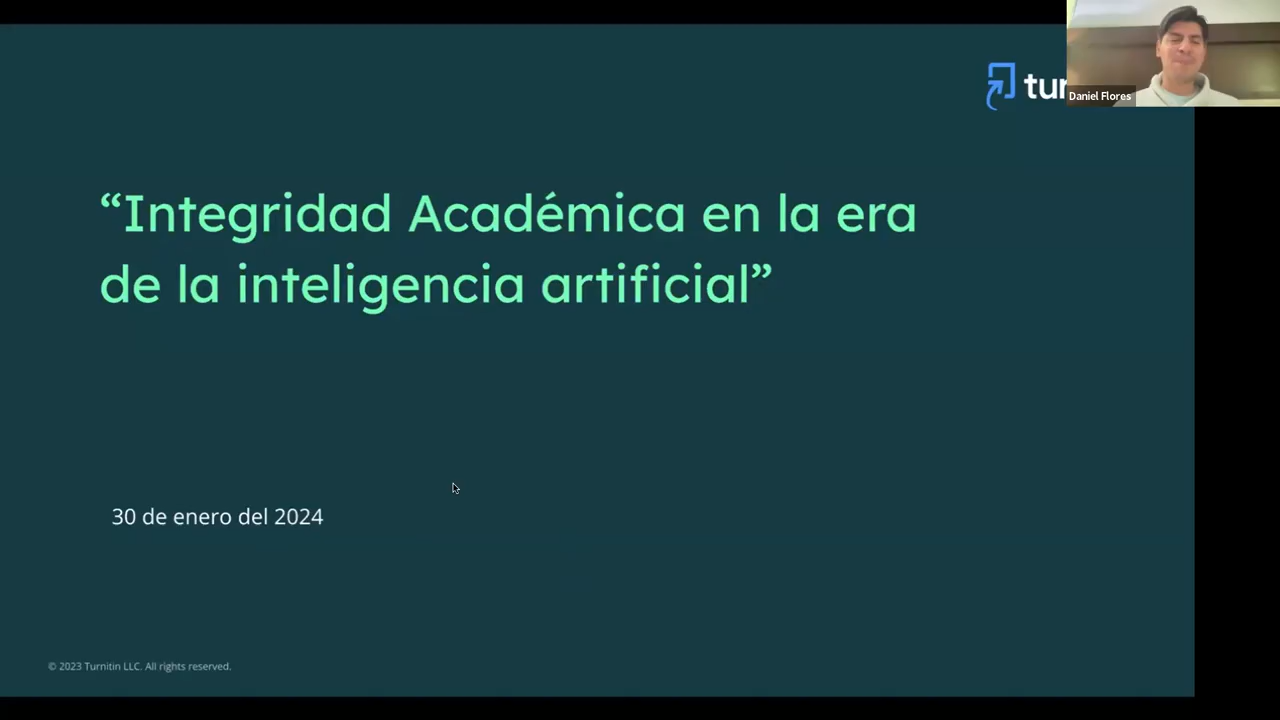 Daniel Flores
“Integridad Académica en la era
de la inteligencia artificial”
30 de enero del 2024
© 2023 Turnitin LLC. All rights reserved.